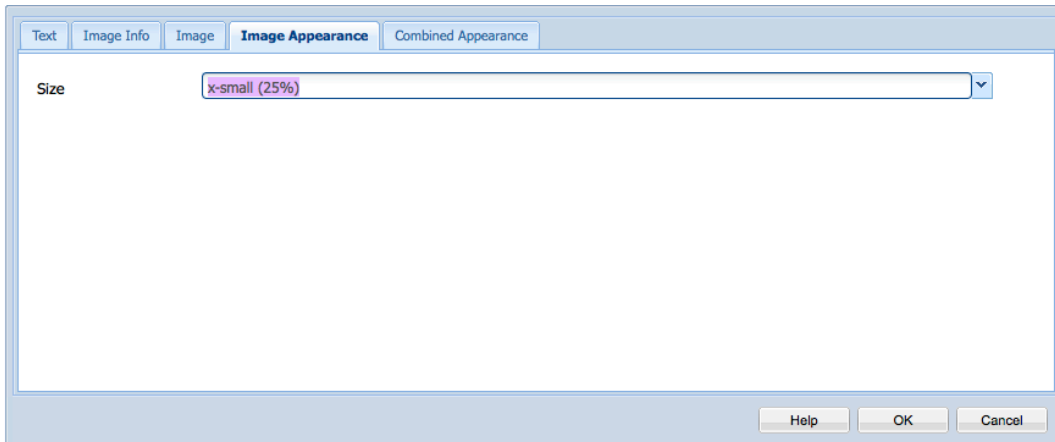 Text Image Info Image Image Appearance Combined Appearance
Size x-small (25%)
Help OK Cancel